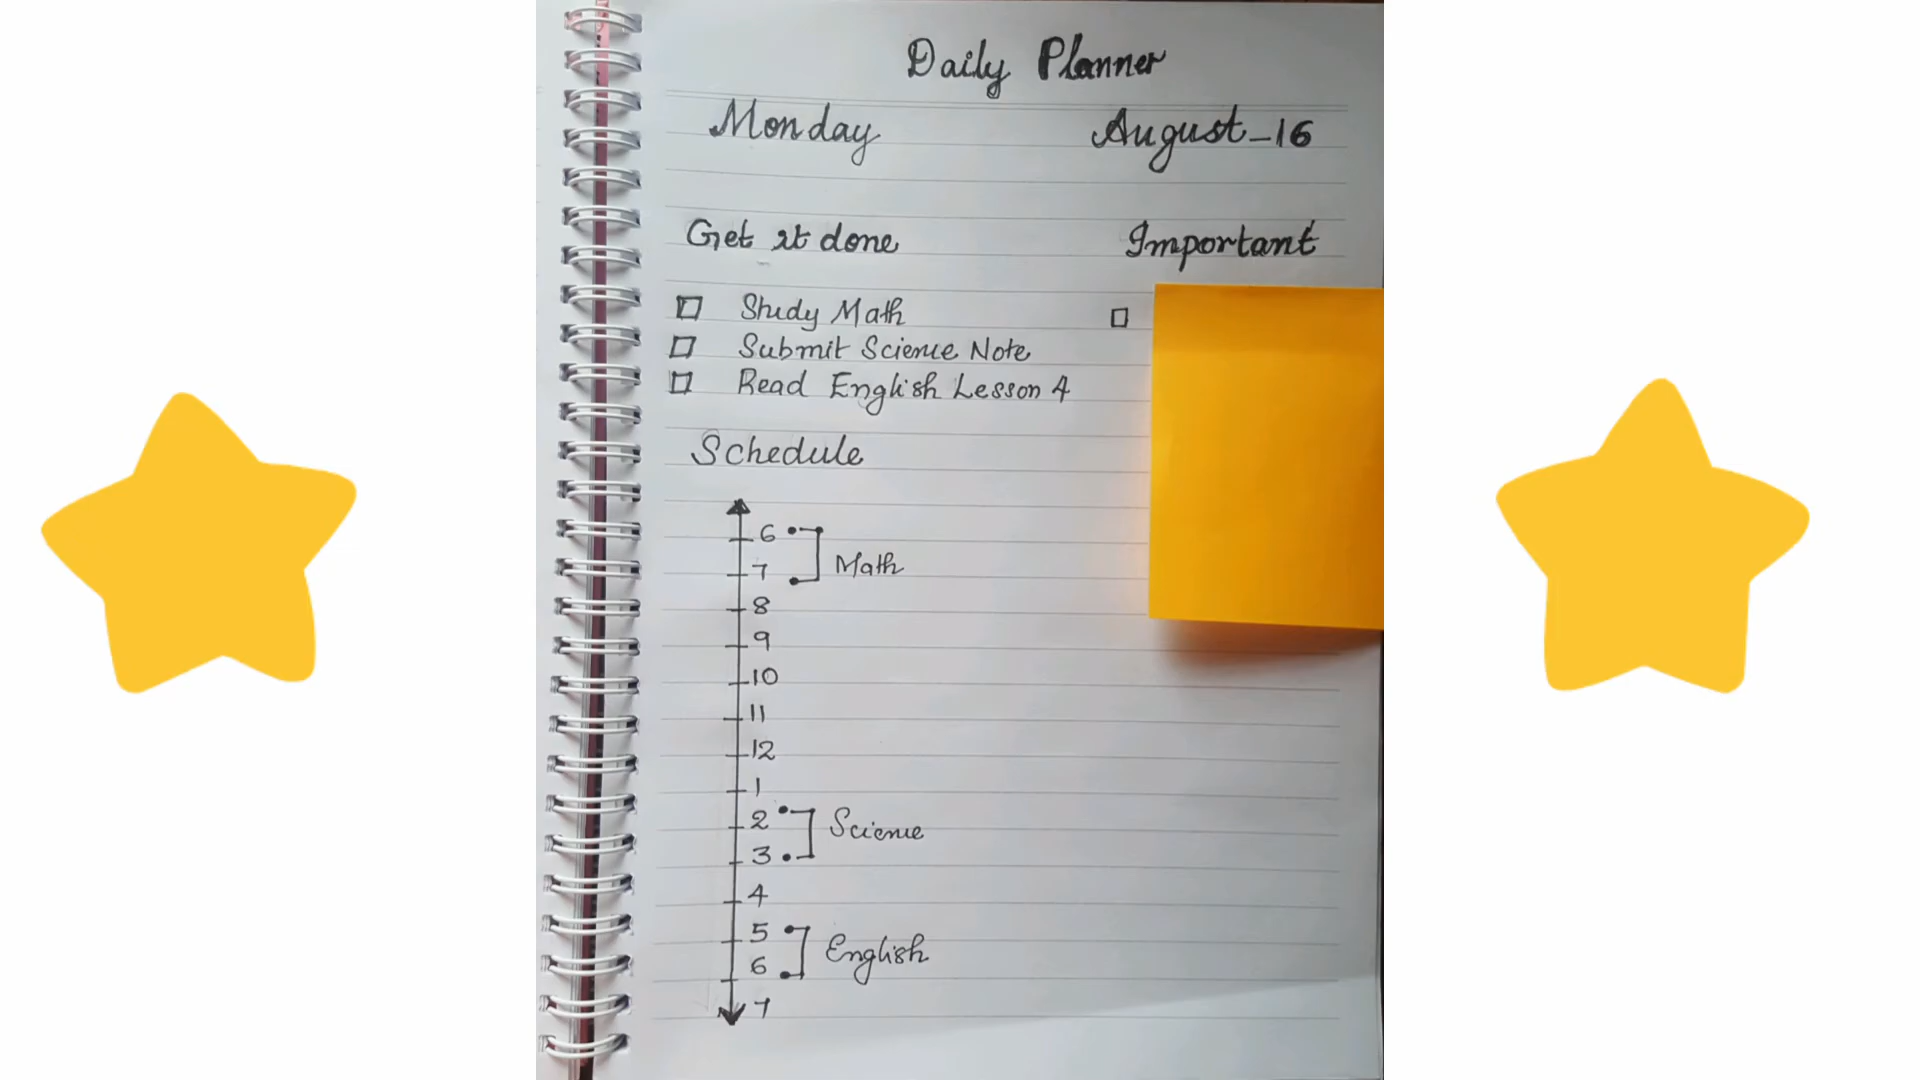 Daily Planner
Monday August-16
Get it done Important
Study Math
Submit Science Note
Read English Lesson 4
Schedule
6
7 Math
8
9
10
11
12
1
2 Science
3
4
5 English
6
7